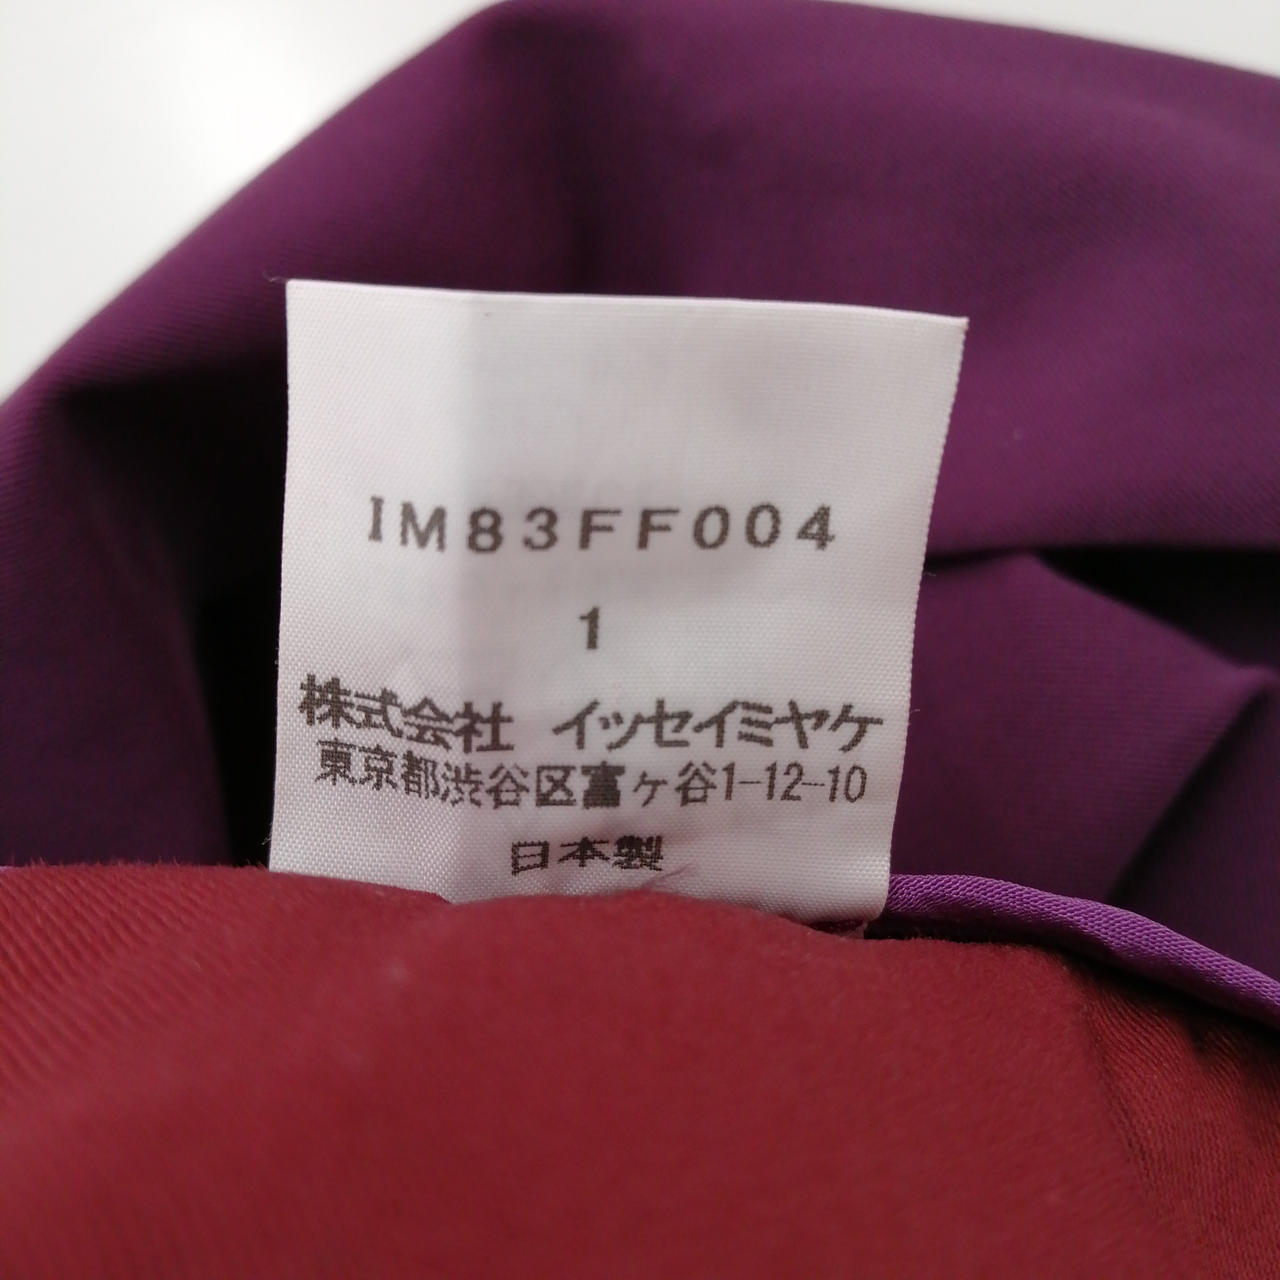 IM83FF004
1
株式会社 イッセイミヤケ
東京都渋谷区富ヶ谷1-12-10
日本製